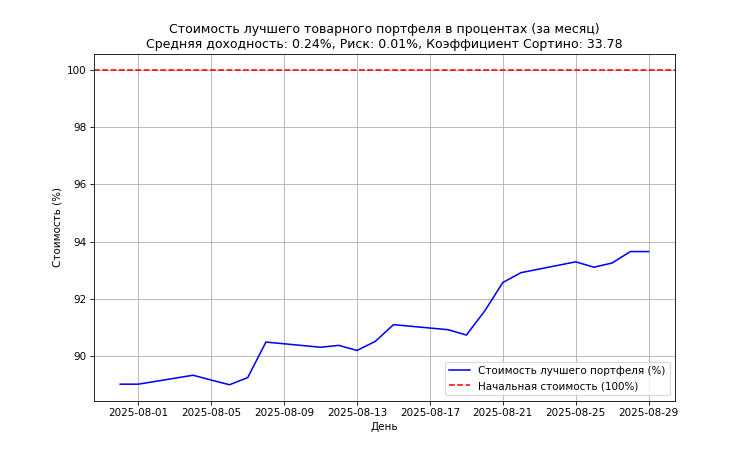 Стоимость лучшего товарного портфеля в процентах (за месяц)
Средняя доходность: 0.24%, Риск: 0.01%, Коэффициент Сортино: 33.78
100
98
96
94
92
90
Стоимость (%)
Стоимость лучшего портфеля (%)
Начальная стоимость (100%)
2025-08-01 2025-08-05 2025-08-09 2025-08-13 2025-08-17 2025-08-21 2025-08-25 2025-08-29
День